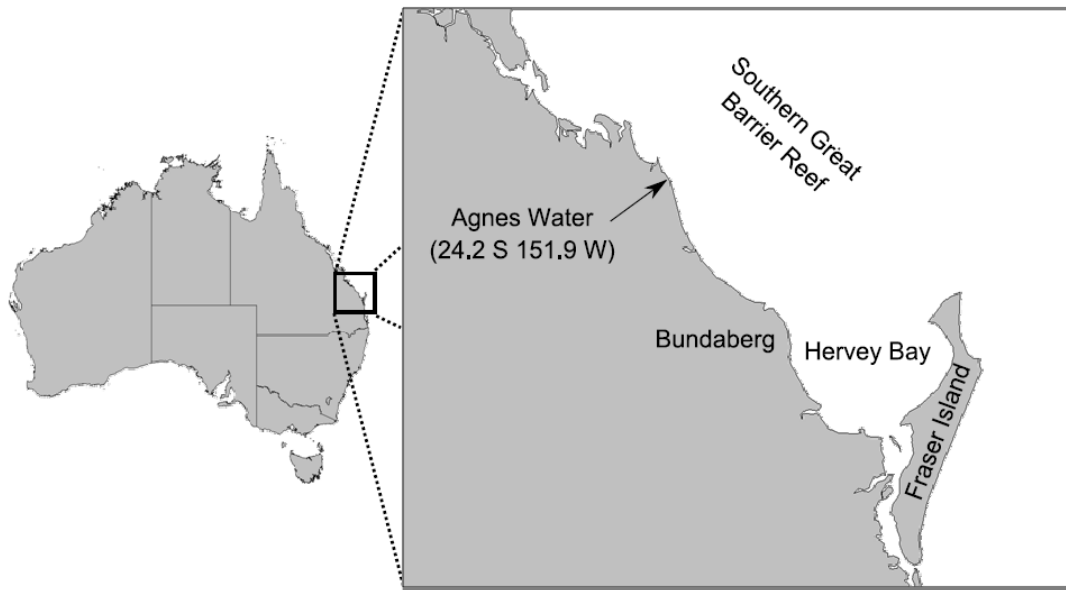 Southern Great
Barrier Reef
Agnes Water
(24.2 S 151.9 W)
Bundaberg
Hervey Bay
Fraser Island